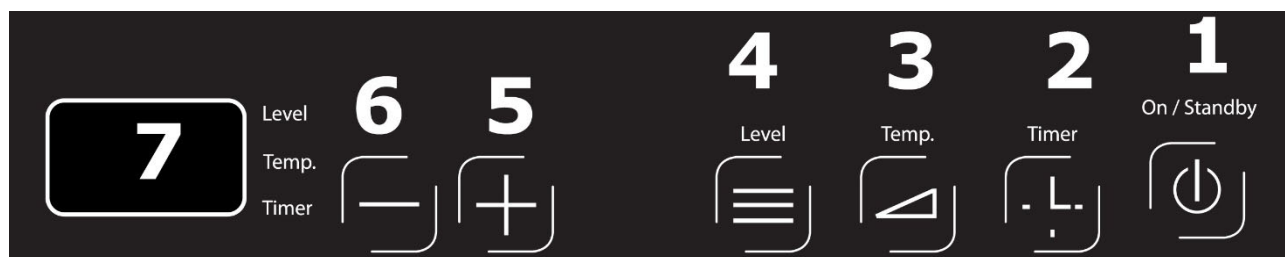 7
Level
Temp.
Timer
6
5
4
Level
3
Temp.
2
Timer
1
On / Standby